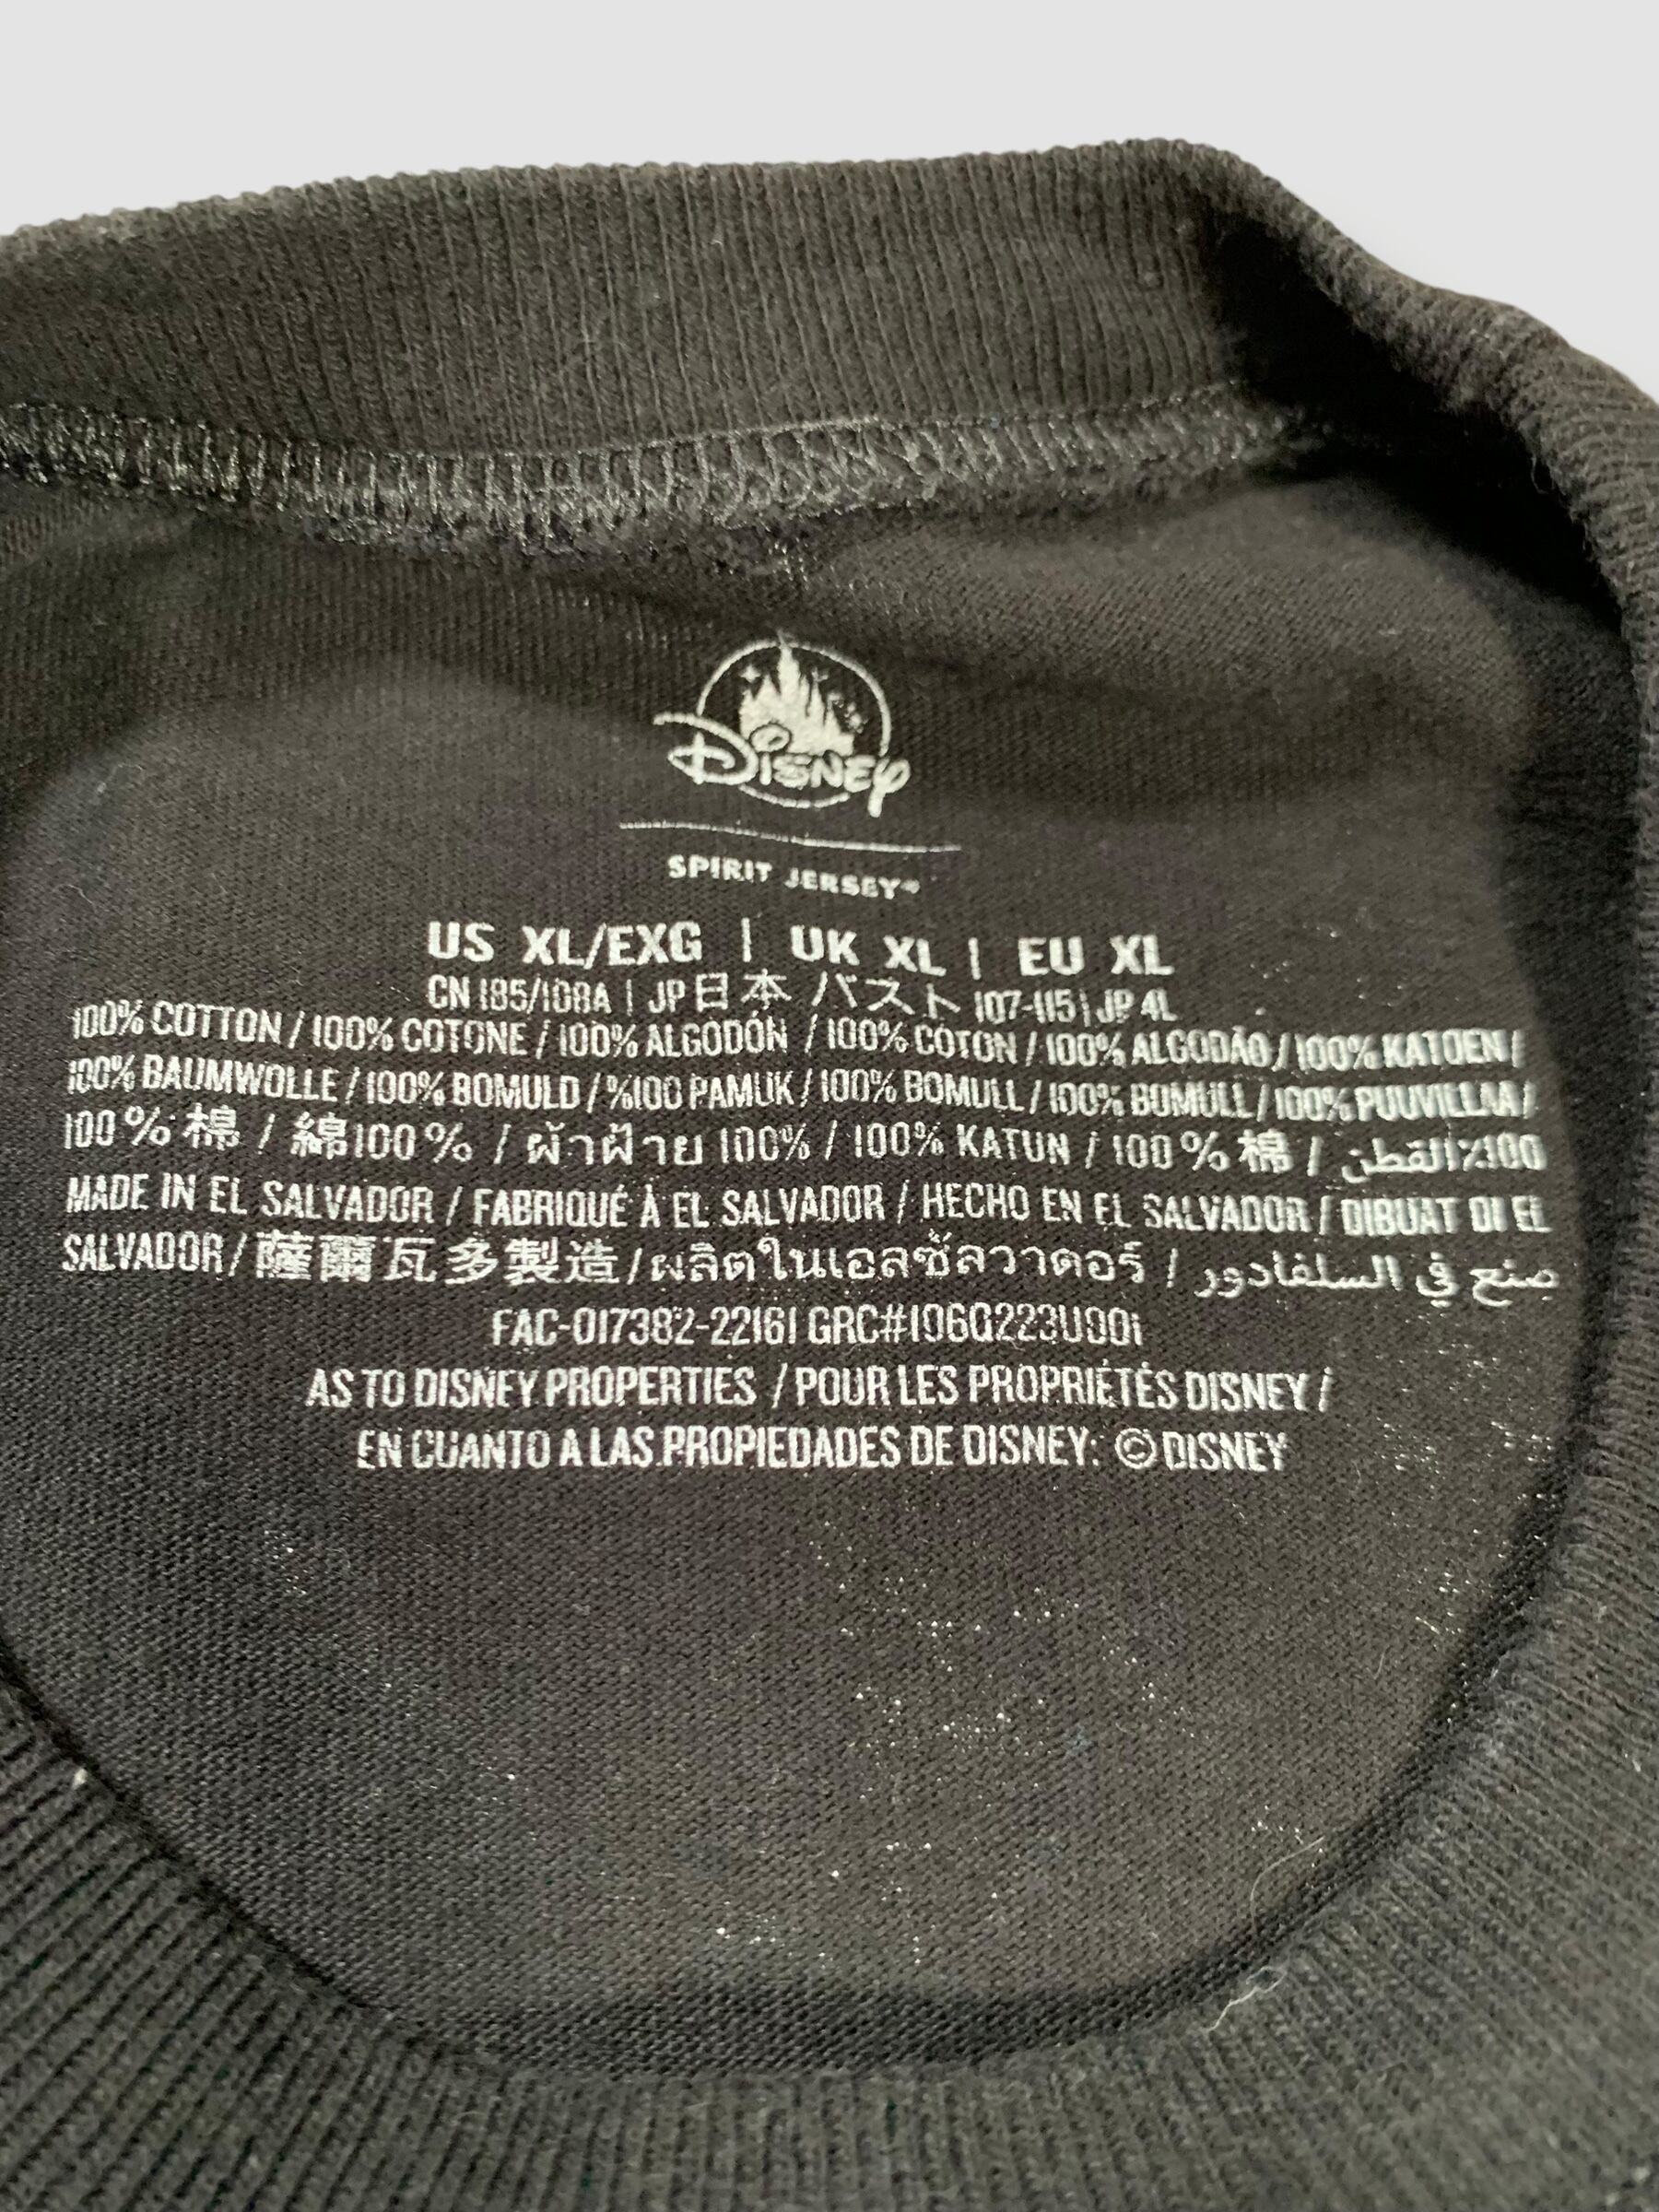 Disney
SPIRIT JERSEY™
US XL/EXG | UK XL | EU XL
CN 185/108A | JP日本 バスト 107-115 | JP 4L
100% COTTON / 100% COTONE / 100% ALGODÓN / 100% COTON / 100% ALGODÃO / 100% KATOEN /
100% BAUMWOLLE / 100% BOMULD / %100 PAMUK / 100% BOMULL / 100% BOMULL / 100% PUUVILLAA /
100%棉 / 綿100% / ผ้าฝ้าย 100% / 100% KATUN / 100%棉 / 100٪القطن
MADE IN EL SALVADOR / FABRIQUÉ À EL SALVADOR / HECHO EN EL SALVADOR / DIBUAT DI EL
SALVADOR / 薩爾瓦多製造 / ผลิตในเอลซัลวาดอร์ / صنع في السلفادور
FAC-017382-22161 GRC#
AS TO DISNEY PROPERTIES / POUR LES PROPRIÉTÉS DISNEY /
EN CUANTO A LAS PROPIEDADES DE DISNEY: © DISNEY